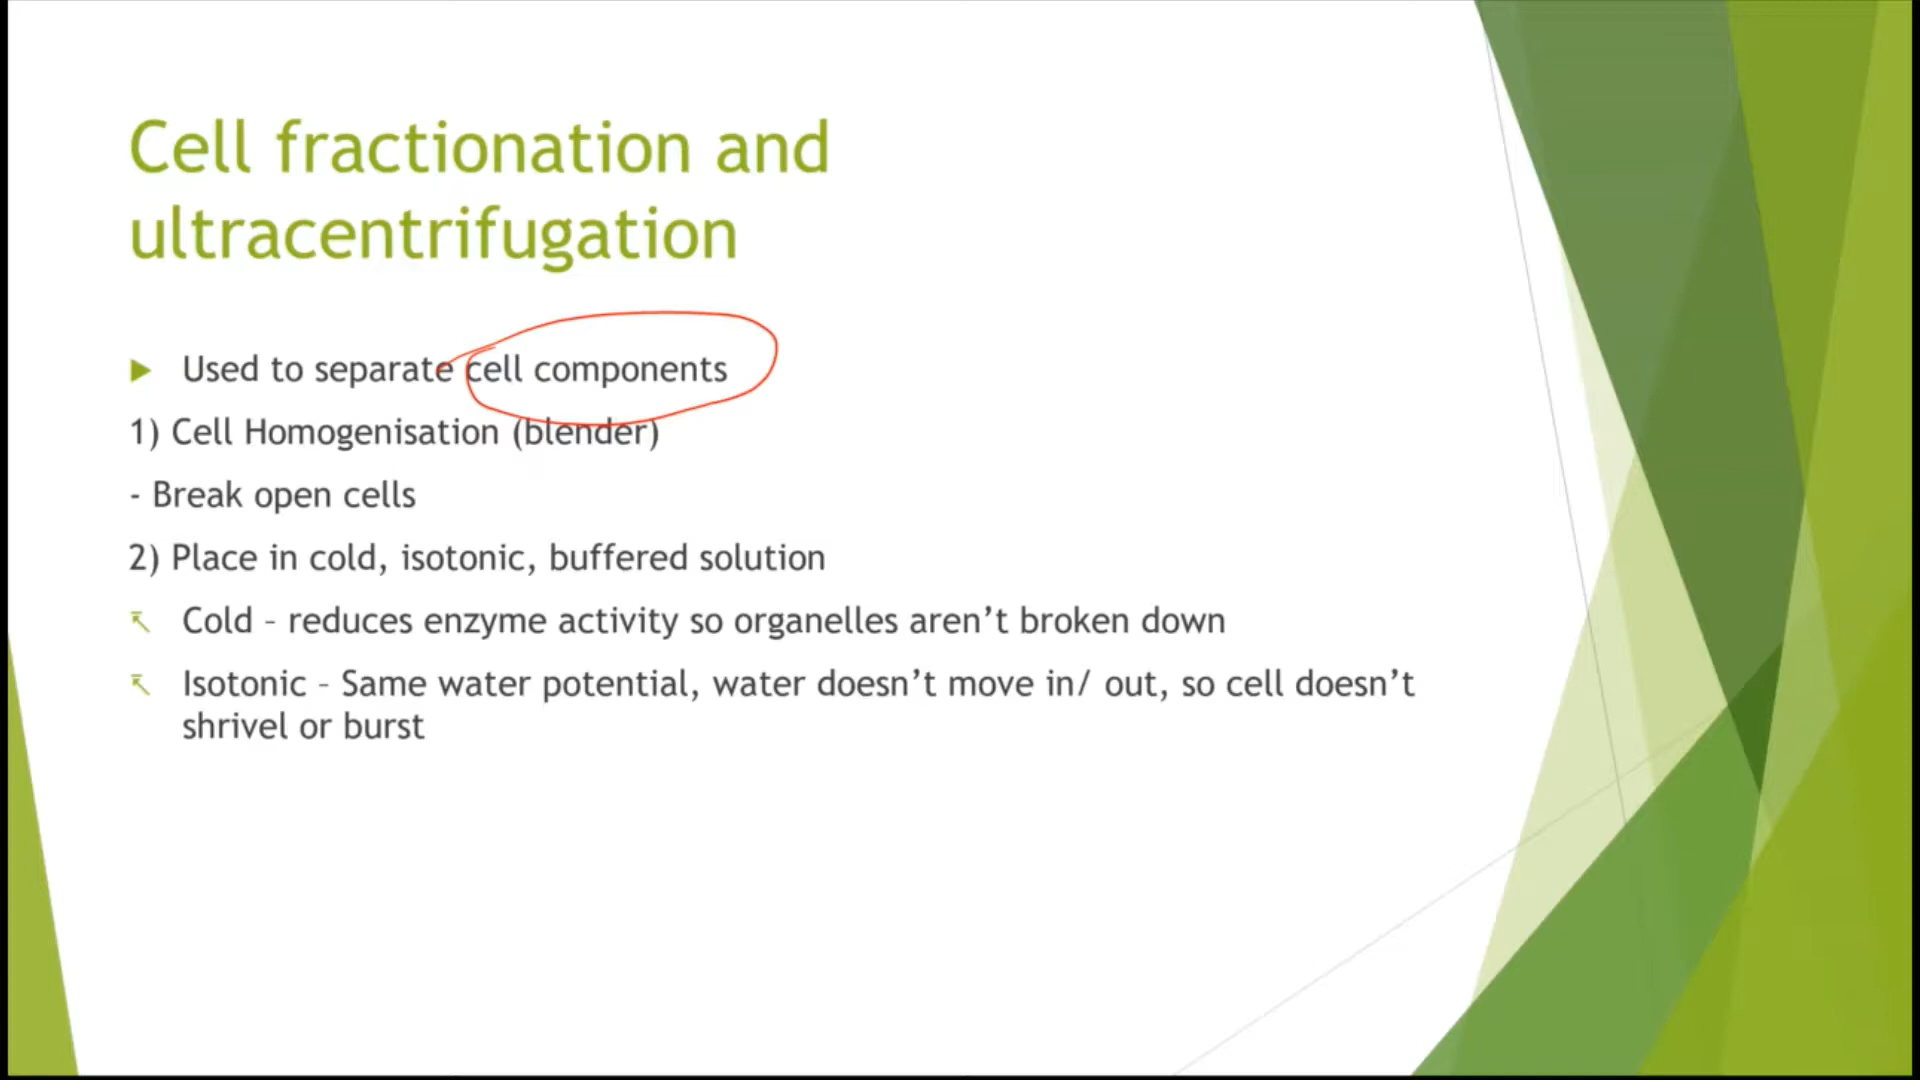 Cell fractionation and
ultracentrifugation
Used to separate cell components
1) Cell Homogenisation (blender)
- Break open cells
2) Place in cold, isotonic, buffered solution
Cold – reduces enzyme activity so organelles aren’t broken down
Isotonic – Same water potential, water doesn’t move in/ out, so cell doesn’t
shrivel or burst